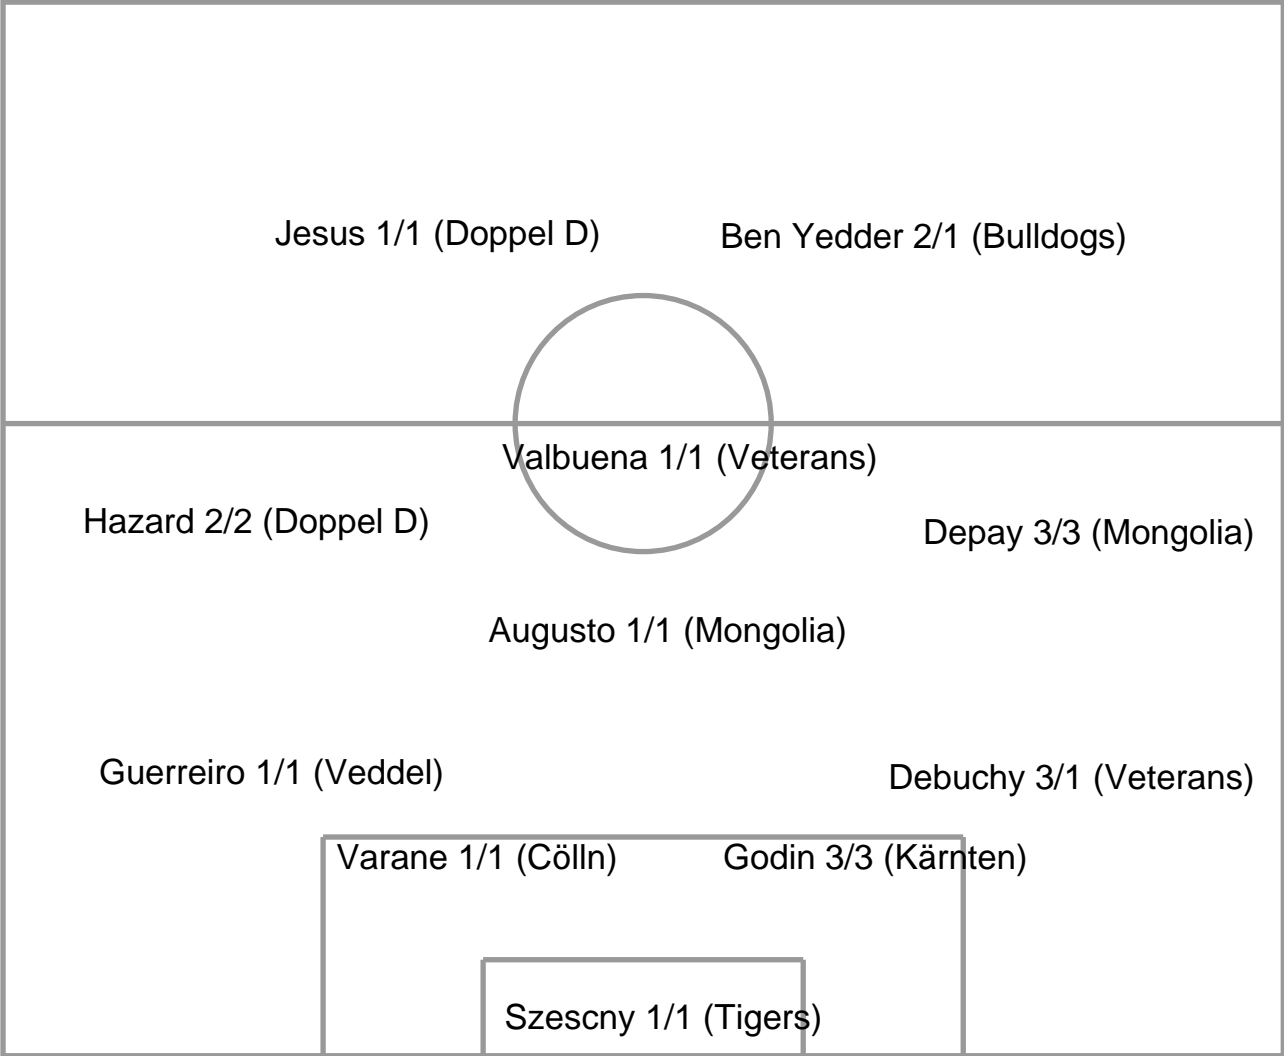 Jesus 1/1 (Doppel D)
Ben Yedder 2/1 (Bulldogs)
Valbuena 1/1 (Veterans)
Hazard 2/2 (Doppel D)
Depay 3/3 (Mongolia)
Augusto 1/1 (Mongolia)
Guerreiro 1/1 (Veddel)
Debuchy 3/1 (Veterans)
Varane 1/1 (Cölln)
Godin 3/3 (Kärnten)
Szescny 1/1 (Tigers)